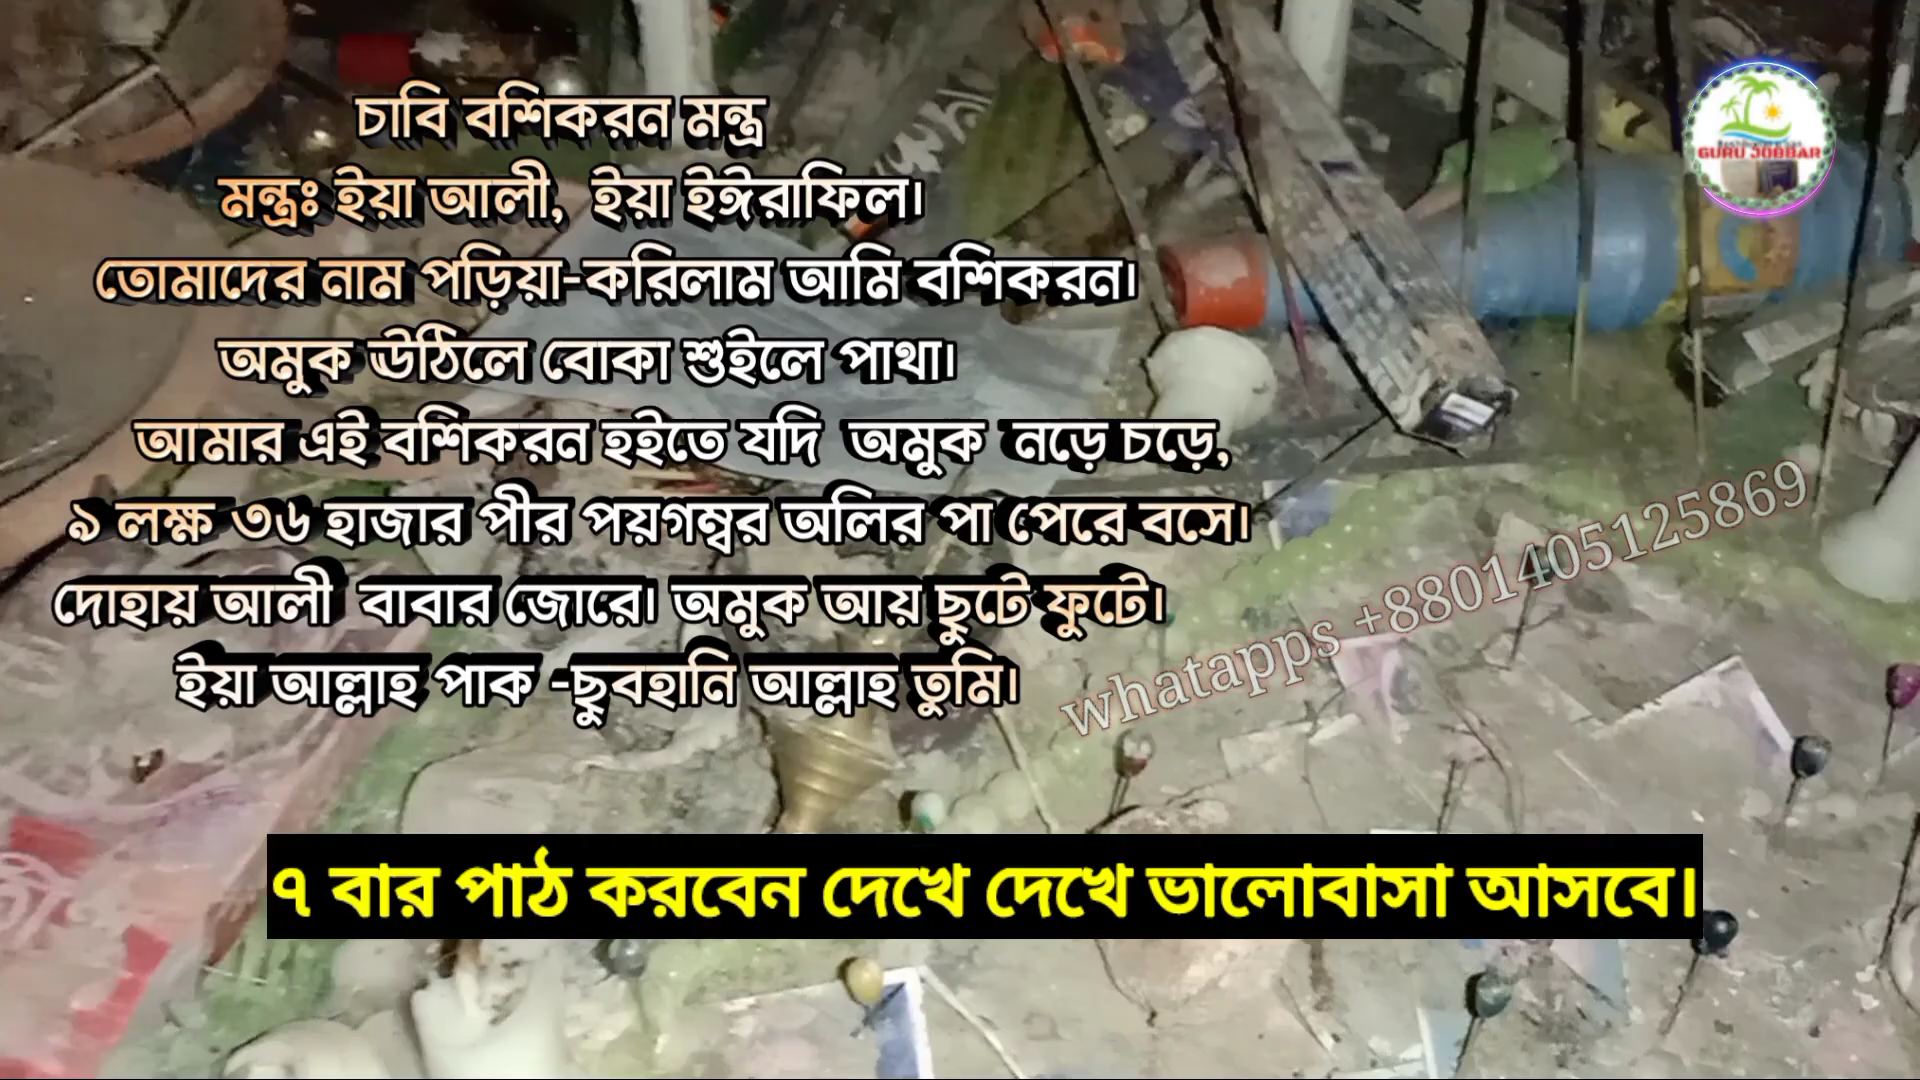 চাবি বশিকরন মন্ত্র
মন্ত্রঃ ইয়া আলী, ইয়া ইঈরাফিল।
তোমাদের নাম পড়িয়া-করিলাম আমি বশিকরন।
অমুক ঊঠিলে বোকা শুইলে পাথা।
আমার এই বশিকরন হইতে যদি অমুক নড়ে চড়ে,
৯ লক্ষ ৩৬ হাজার পীর পয়গম্বর অলির পা পেরে বসে।
দোহায় আলী বাবার জোরে। অমুক আয় ছুটে ফুটে।
ইয়া আল্লাহ পাক -ছুবহানি আল্লাহ তুমি।
GURU JOBBAR
whatapps +8801405125869
৭ বার পাঠ করবেন দেখে দেখে ভালোবাসা আসবে।